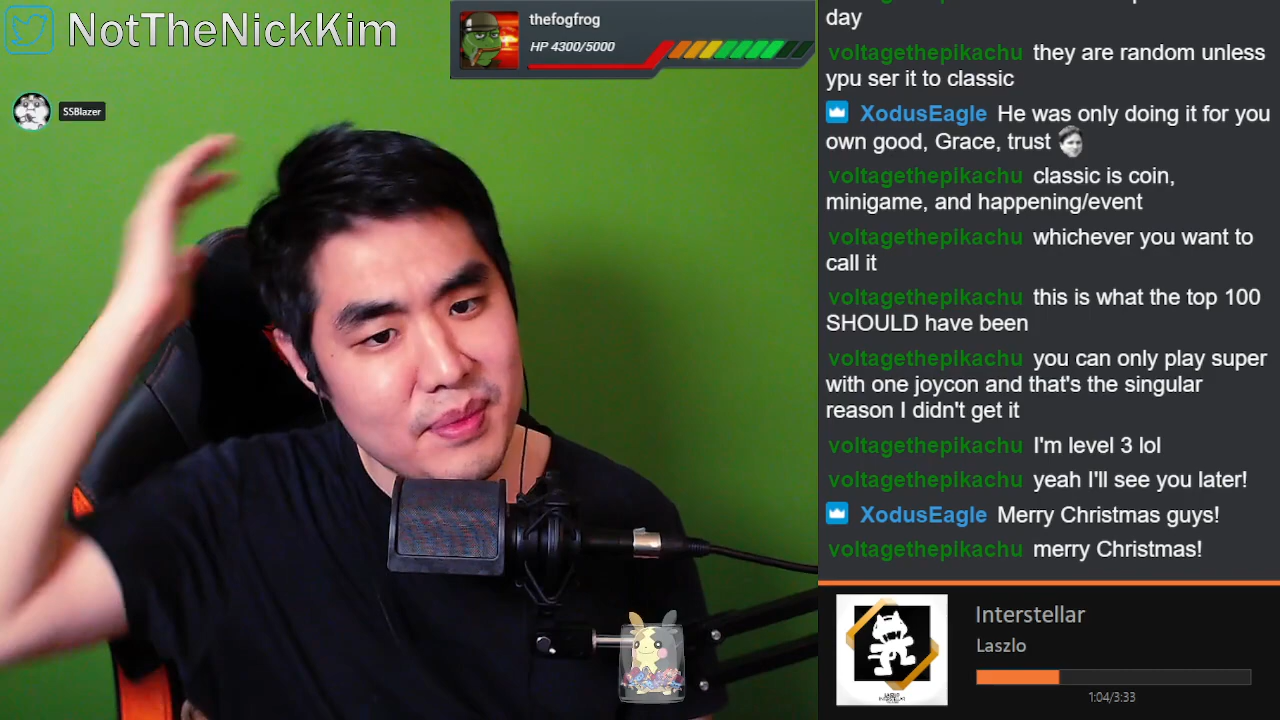 NotTheNickKim
thefogfrog
HP 4300/5000
SSBlazer
day
voltagethepikachu they are random unless
ypu ser it to classic
XodusEagle He was only doing it for you
own good, Grace, trust
voltagethepikachu classic is coin,
minigame, and happening/event
voltagethepikachu whichever you want to
call it
voltagethepikachu this is what the top 100
SHOULD have been
voltagethepikachu you can only play super
with one joycon and that's the singular
reason I didn't get it
voltagethepikachu I'm level 3 lol
voltagethepikachu yeah I'll see you later!
XodusEagle Merry Christmas guys!
voltagethepikachu merry Christmas!
Interstellar
Laszlo
1:04/3:33